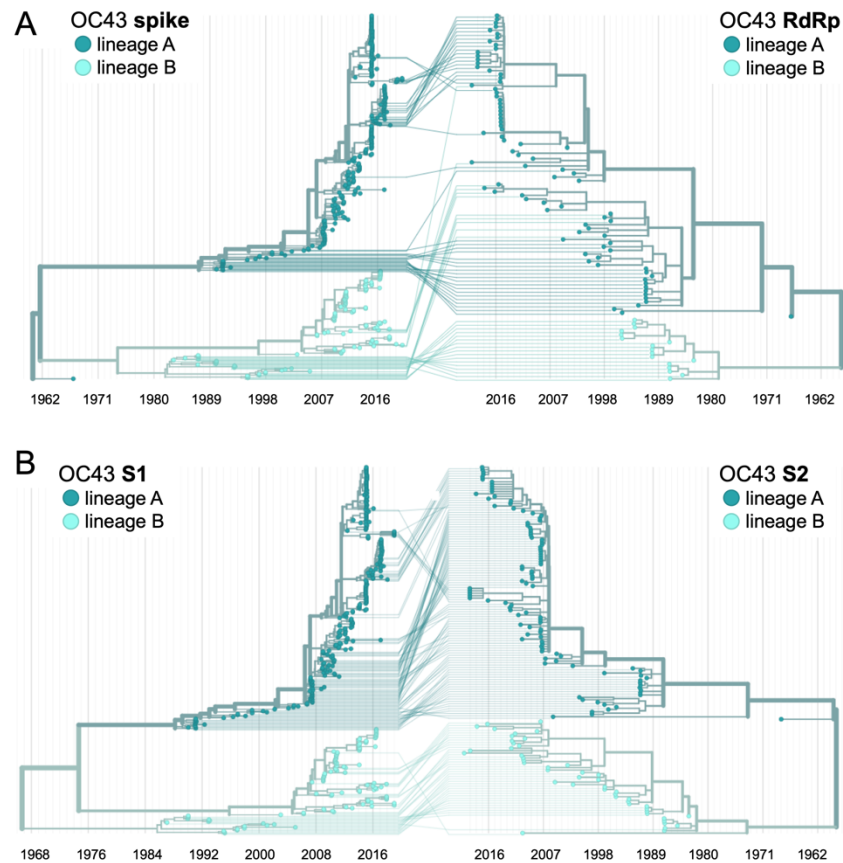 A
OC43 spike
lineage A
lineage B
OC43 RdRp
lineage A
lineage B
1962 1971 1980 1989 1998 2007 2016 2016 2007 1998 1989 1980 1971 1962
B
OC43 S1
lineage A
lineage B
OC43 S2
lineage A
lineage B
1968 1976 1984 1992 2000 2008 2016 2016 2007 1998 1989 1980 1971 1962